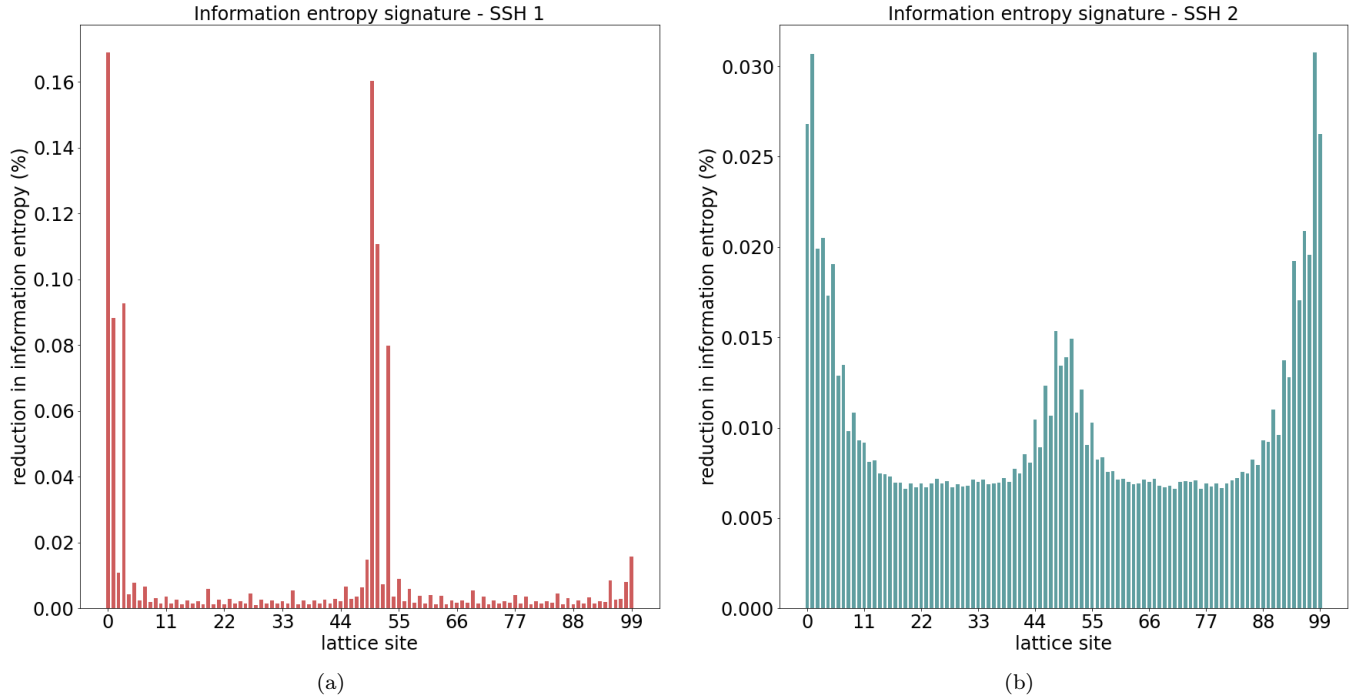 Information entropy signature - SSH 1
reduction in information entropy (%)
0.16
0.14
0.12
0.10
0.08
0.06
0.04
0.02
0.00
0 11 22 33 44 55 66 77 88 99
lattice site
(a)
Information entropy signature - SSH 2
reduction in information entropy (%)
0.030
0.025
0.020
0.015
0.010
0.005
0.000
0 11 22 33 44 55 66 77 88 99
lattice site
(b)